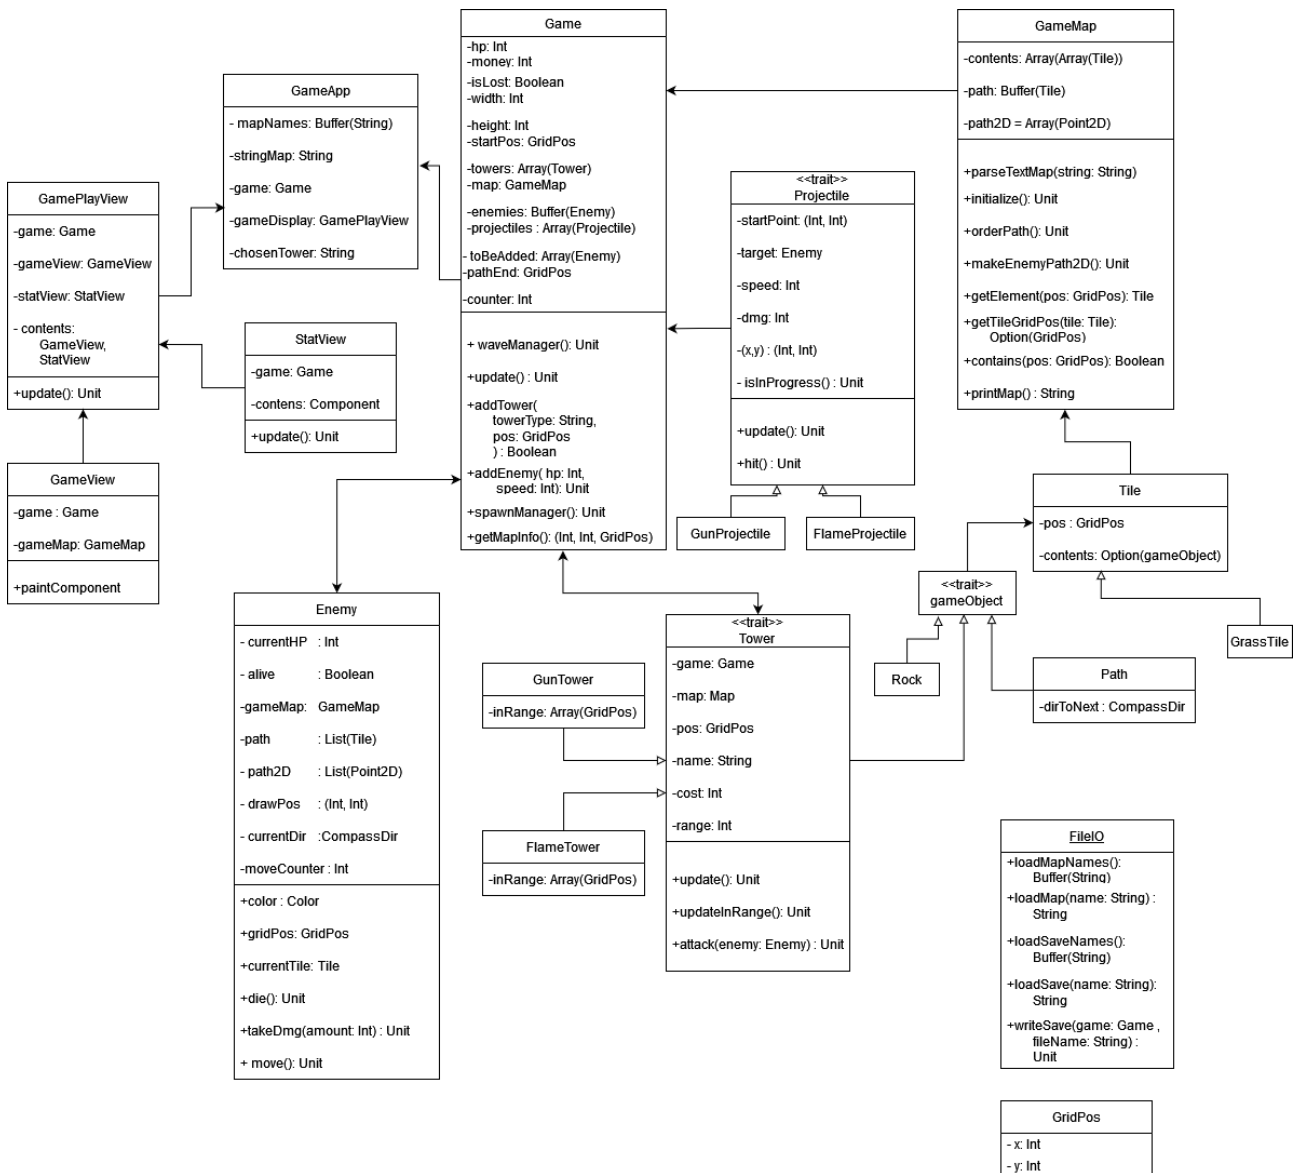 Game
-hp: Int
-money: Int
-isLost: Boolean
-width: Int
-height: Int
-startPos: GridPos
-towers: Array(Tower)
-map: GameMap
-enemies: Buffer(Enemy)
-projectiles : Array(Projectile)
- toBeAdded: Array(Enemy)
-pathEnd: GridPos
-counter: Int
+ waveManager(): Unit
+update() : Unit
+addTower(
towerType: String,
pos: GridPos
) : Boolean
+addEnemy( hp: Int,
speed: Int): Unit
+spawnManager(): Unit
+getMapInfo(): (Int, Int, GridPos)
GameMap
-contents: Array(Array(Tile))
-path: Buffer(Tile)
-path2D = Array(Point2D)
+parseTextMap(string: String)
+initialize(): Unit
+orderPath(): Unit
+makeEnemyPath2D(): Unit
+getElement(pos: GridPos): Tile
+getTileGridPos(tile: Tile):
Option(GridPos)
+contains(pos: GridPos): Boolean
+printMap() : String
GameApp
- mapNames: Buffer(String)
-stringMap: String
-game: Game
-gameDisplay: GamePlayView
-chosenTower: String
GamePlayView
-game: Game
-gameView: GameView
-statView: StatView
- contents:
GameView,
StatView
+update(): Unit
<<trait>>
Projectile
-startPoint: (Int, Int)
-target: Enemy
-speed: Int
-dmg: Int
-(x,y) : (Int, Int)
- isInProgress() : Unit
+update(): Unit
+hit() : Unit
StatView
-game: Game
-contens: Component
+update(): Unit
GameView
-game : Game
-gameMap: GameMap
+paintComponent
GunProjectile
FlameProjectile
Tile
-pos : GridPos
-contents: Option(gameObject)
<<trait>>
gameObject
GrassTile
Rock
Path
-dirToNext : CompassDir
Enemy
- currentHP : Int
- alive : Boolean
-gameMap: GameMap
-path : List(Tile)
- path2D : List(Point2D)
- drawPos : (Int, Int)
- currentDir :CompassDir
-moveCounter : Int
+color : Color
+gridPos: GridPos
+currentTile: Tile
+die(): Unit
+takeDmg(amount: Int) : Unit
+ move(): Unit
<<trait>>
Tower
-game: Game
-map: Map
-pos: GridPos
-name: String
-cost: Int
-range: Int
+update(): Unit
+updateInRange(): Unit
+attack(enemy: Enemy) : Unit
GunTower
-inRange: Array(GridPos)
FlameTower
-inRange: Array(GridPos)
FileIO
+loadMapNames():
Buffer(String)
+loadMap(name: String) :
String
+loadSaveNames():
Buffer(String)
+loadSave(name: String):
String
+writeSave(game: Game ,
fileName: String) :
Unit
GridPos
- x: Int
- y: Int